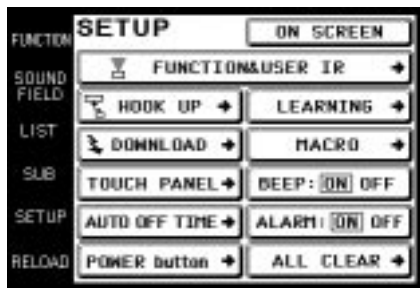 FUNCTION
SOUND
FIELD
LIST
SUB
SETUP
RELOAD
SETUP
ON SCREEN
FUNCTION&USER IR
HOOK UP
LEARNING
DOWNLOAD
MACRO
TOUCH PANEL
BEEP: ON OFF
AUTO OFF TIME
ALARM: ON OFF
POWER button
ALL CLEAR